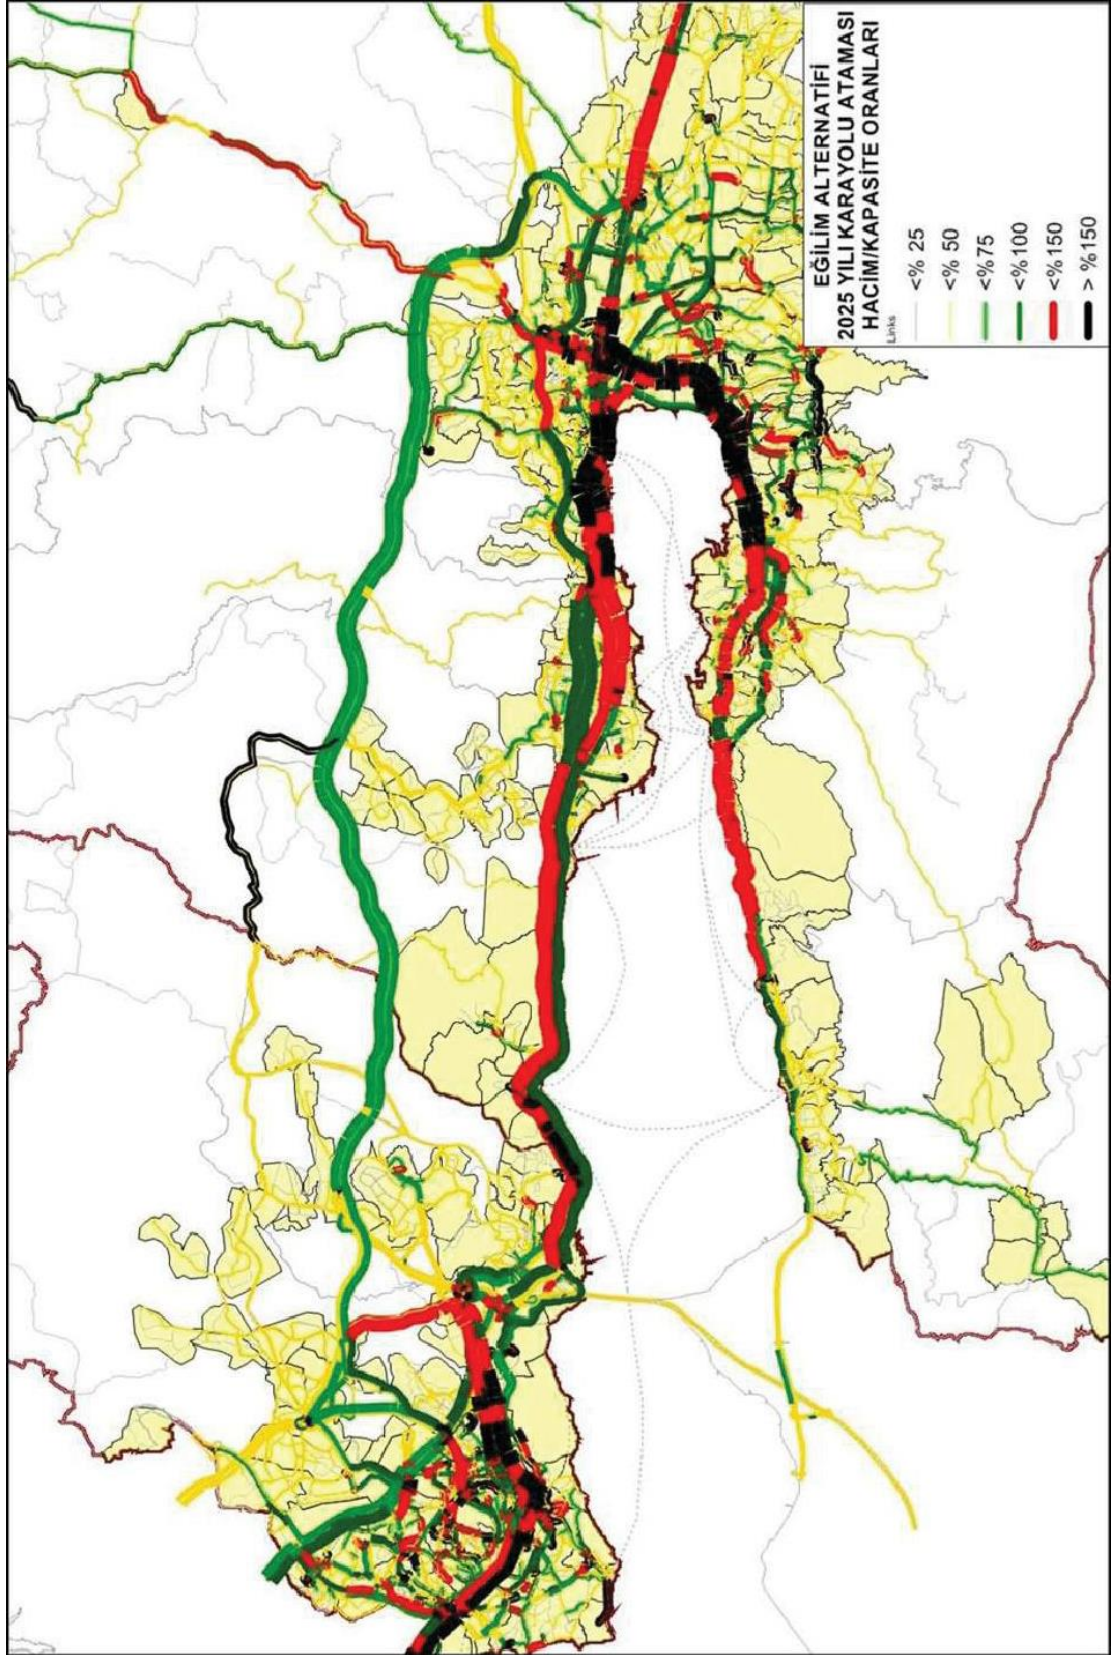 EĞİLİM ALTERNATİFİ
2025 YILI KARAYOLU ATAMASI
HACİM/KAPASİTE ORANLARI
Links
<% 25
<% 50
<%75
<%100
<%150
> %150